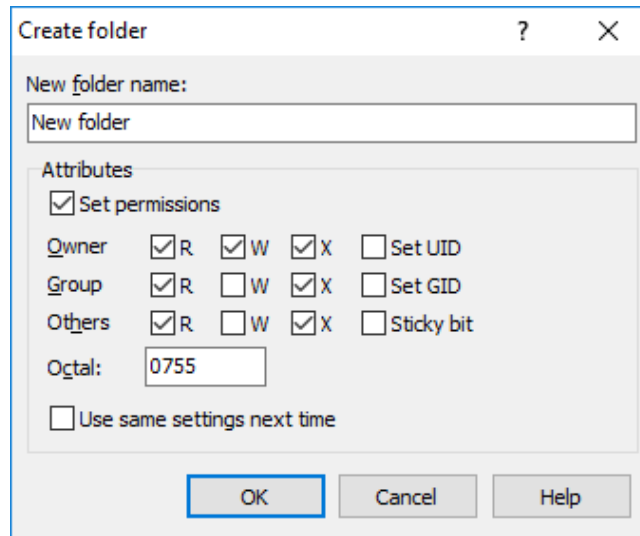 Create folder ?
New folder name:
New folder
Attributes
Set permissions
Owner R W X Set UID
Group R W X Set GID
Others R W X Sticky bit
Octal: 0755
Use same settings next time
OK Cancel Help